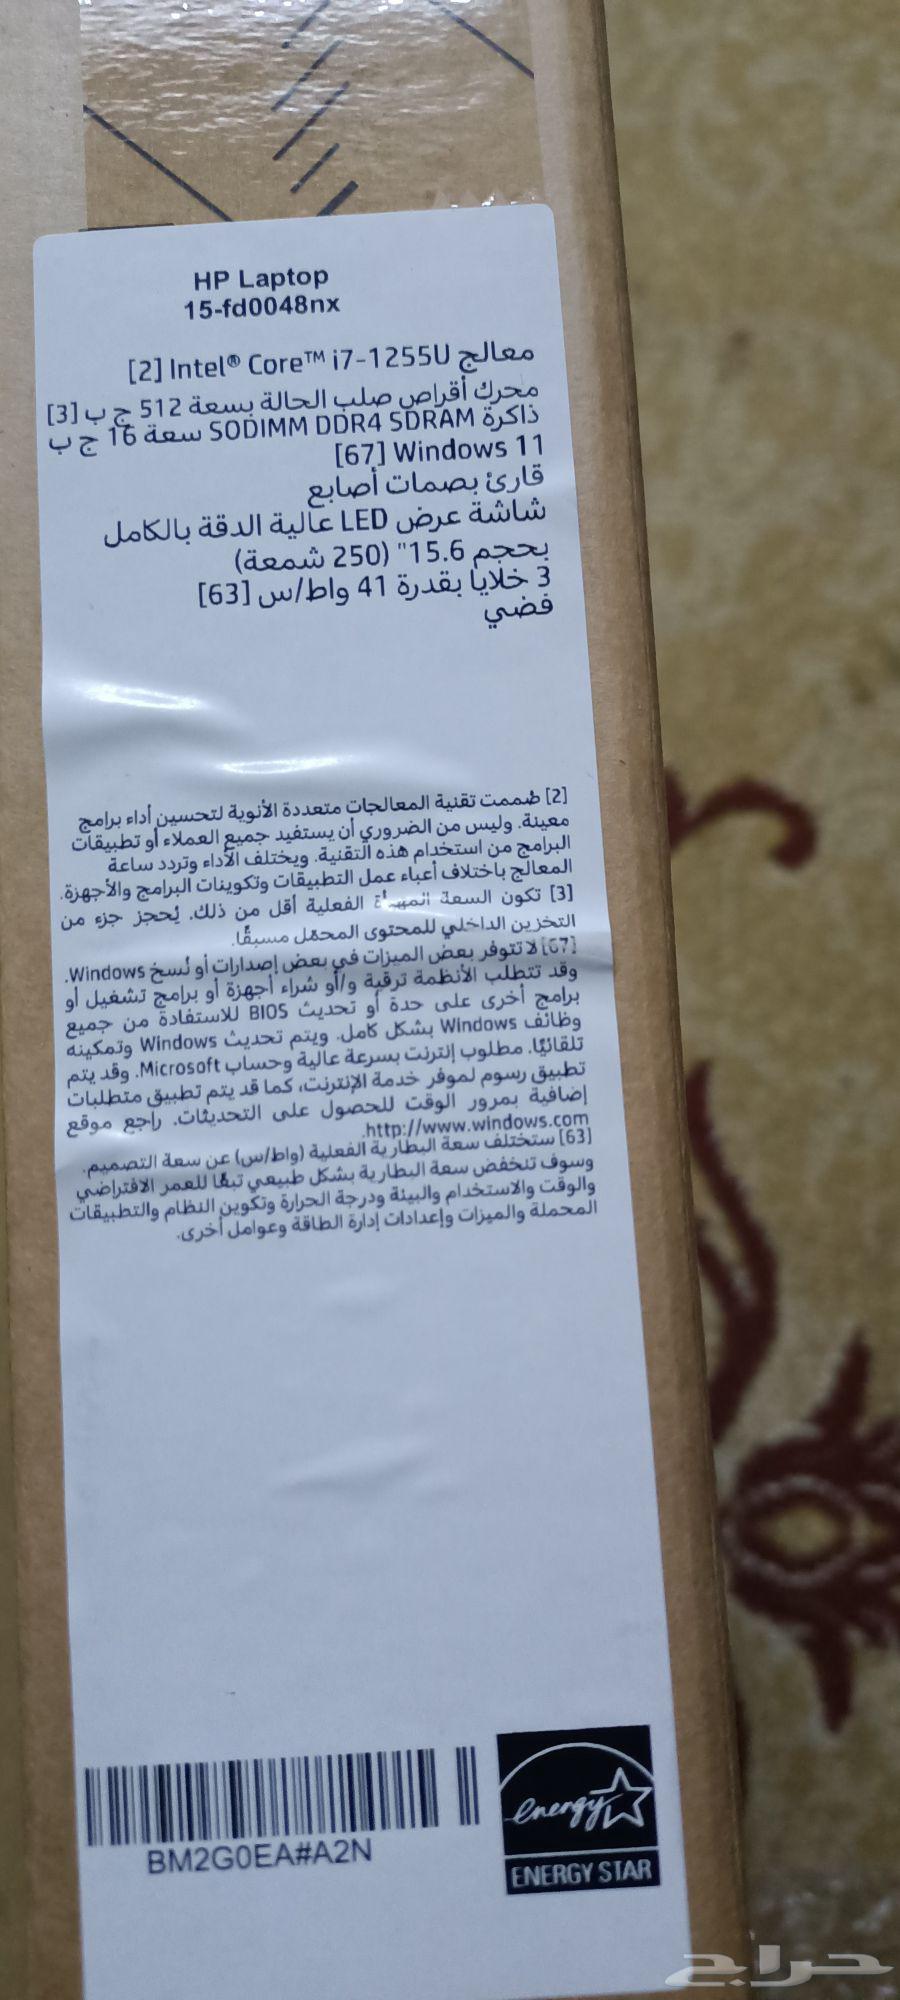 HP Laptop
15-fd0048nx
معالج Intel® Core™ i7-1255U [2]
محرك أقراص صلب الحالة بسعة 512 ج ب [3]
ذاكرة SODIMM DDR4 SDRAM سعة 16 ج ب
Windows 11 [67]
قارئ بصمات أصابع
شاشة عرض LED عالية الدقة بالكامل
بحجم 15.6" (250 شمعة)
3 خلايا بقدرة 41 واط/س [63]
فضي
[2] صُممت تقنية المعالجات متعددة الأنوية لتحسين أداء برامج
معينة. وليس من الضروري أن يستفيد جميع العملاء أو تطبيقات
البرامج من استخدام هذه التقنية. ويختلف الأداء وتردد ساعة
المعالج باختلاف أعباء عمل التطبيقات وتكوينات البرامج والأجهزة.
[3] تكون السعة المهيأة الفعلية أقل من ذلك. يُحجز جزء من
التخزين الداخلي للمحتوى المحمّل مسبقًا.
[67] لا تتوفر بعض الميزات في بعض إصدارات أو نُسخ Windows.
وقد تتطلب الأنظمة ترقية و/أو شراء أجهزة أو برامج تشغيل أو
برامج أخرى على حدة أو تحديث BIOS للاستفادة من جميع
وظائف Windows بشكل كامل. ويتم تحديث Windows وتمكينه
تلقائيًا. مطلوب إنترنت بسرعة عالية وحساب Microsoft. وقد يتم
تطبيق رسوم لموفر خدمة الإنترنت، كما قد يتم تطبيق متطلبات
إضافية بمرور الوقت للحصول على التحديثات. راجع موقع
http://www.windows.com.
[63] ستختلف سعة البطارية الفعلية (واط/س) عن سعة التصميم.
وسوف تنخفض سعة البطارية بشكل طبيعي تبعًا للعمر الافتراضي
والوقت والاستخدام والبيئة ودرجة الحرارة وتكوين النظام والتطبيقات
المحملة والميزات وإعدادات إدارة الطاقة وعوامل أخرى.
energy
ENERGY STAR
BM2G0EA#A2N
حراج